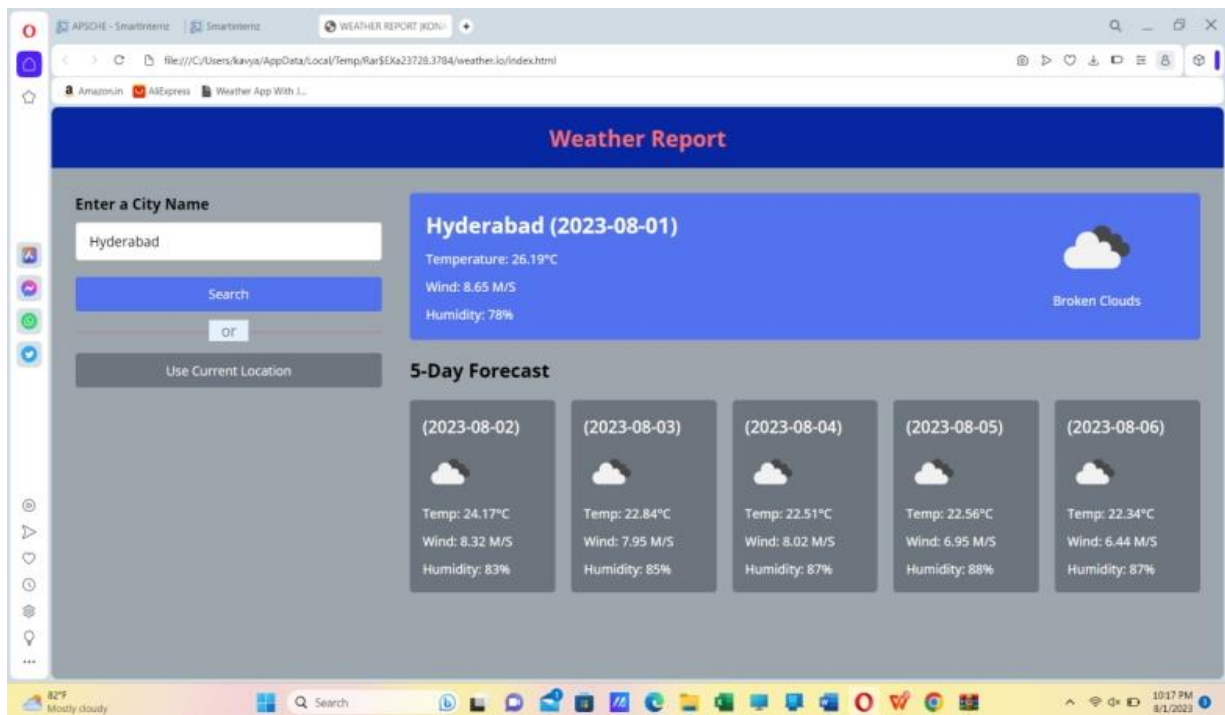 APSCHE - Smartinternz
Smartinternz
WEATHER REPORT
file:///C:/Users/kavya/AppData/Local/Temp/Rar$EXa23728.3784/weather.io/index.html
Amazon.in
AliExpress
Weather App With J...
Weather Report
Enter a City Name
Hyderabad
Search
or
Use Current Location
Hyderabad (2023-08-01)
Temperature: 26.19°C
Wind: 8.65 M/S
Humidity: 78%
Broken Clouds
5-Day Forecast
(2023-08-02)
Temp: 24.17°C
Wind: 8.32 M/S
Humidity: 83%
(2023-08-03)
Temp: 22.84°C
Wind: 7.95 M/S
Humidity: 85%
(2023-08-04)
Temp: 22.51°C
Wind: 8.02 M/S
Humidity: 87%
(2023-08-05)
Temp: 22.56°C
Wind: 6.95 M/S
Humidity: 88%
(2023-08-06)
Temp: 22.34°C
Wind: 6.44 M/S
Humidity: 87%
82°F
Mostly cloudy
Search
10:17 PM
8/1/2023